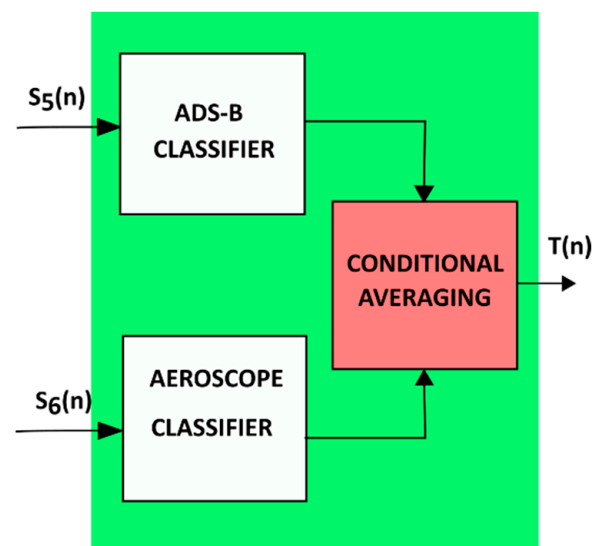 S5(n)
ADS-B
CLASSIFIER
CONDITIONAL
AVERAGING
T(n)
S6(n)
AEROSCOPE
CLASSIFIER